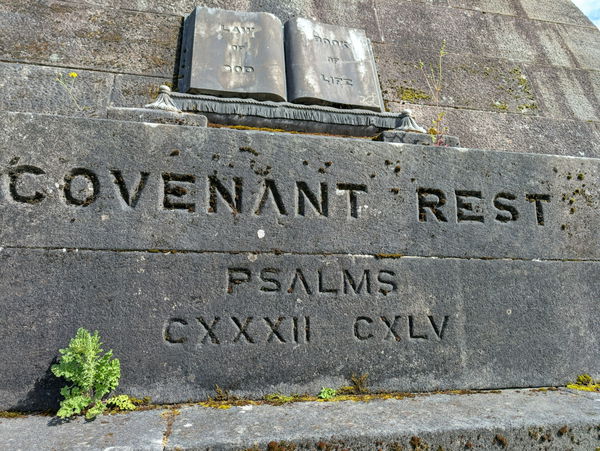 LAW
OF
GOD
BOOK
OF
LIFE
COVENANT REST
PSALMS
CXXXII CXLV